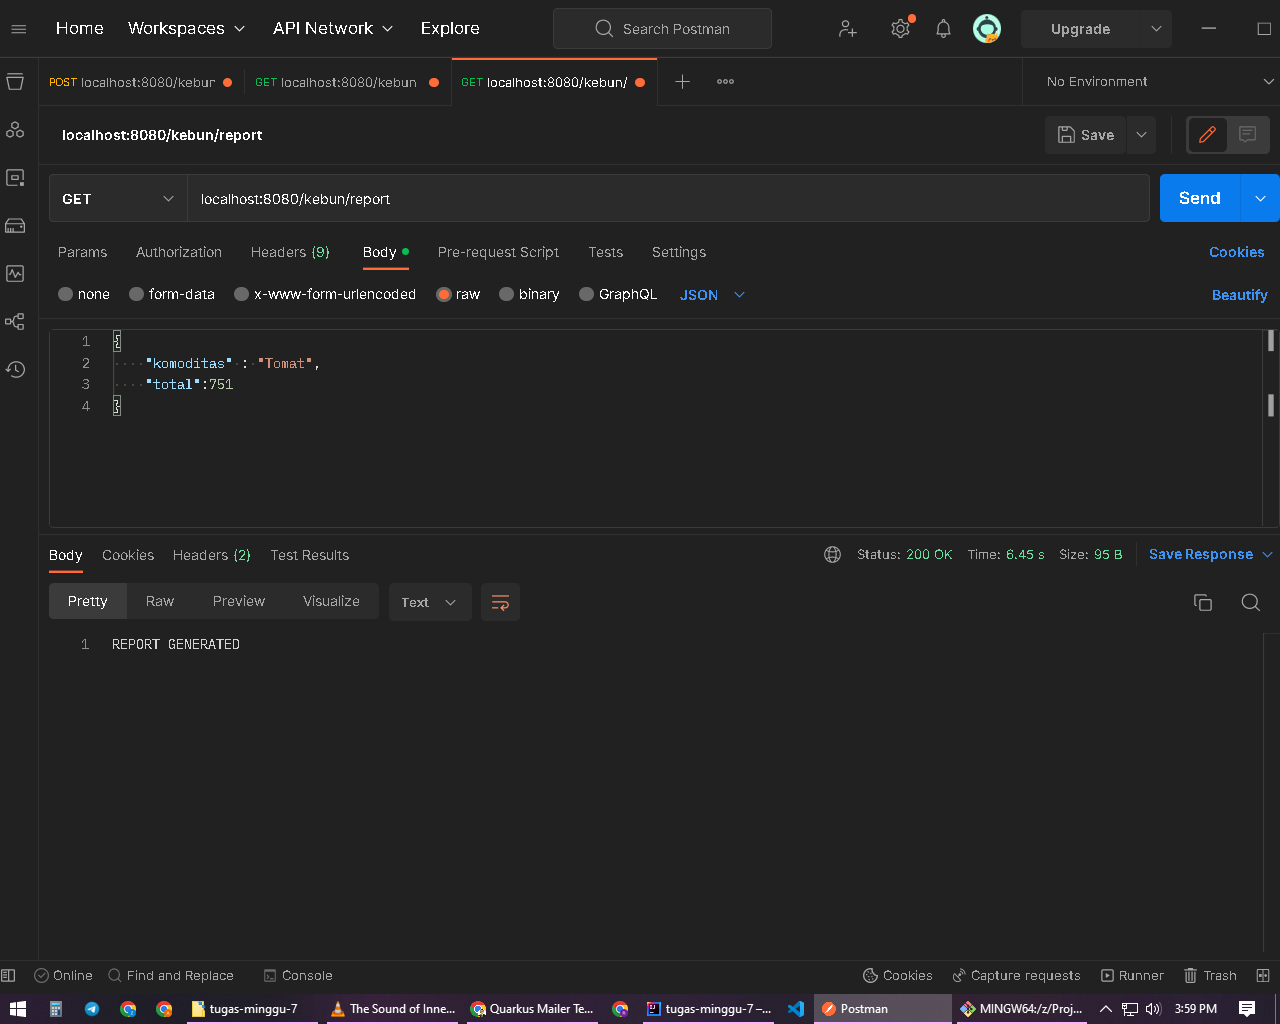 Home Workspaces API Network Explore Search Postman Upgrade
POST localhost:8080/kebun GET localhost:8080/kebun GET localhost:8080/kebun/ No Environment
localhost:8080/kebun/report Save
GET localhost:8080/kebun/report Send
Params Authorization Headers (9) Body Pre-request Script Tests Settings Cookies
none form-data x-www-form-urlencoded raw binary GraphQL JSON Beautify
1 {
2 "komoditas" : "Tomat",
3 "total":751
4 }
Body Cookies Headers (2) Test Results Status: 200 OK Time: 6.45 s Size: 95 B Save Response
Pretty Raw Preview Visualize Text
1 REPORT GENERATED
Online Find and Replace Console Cookies Capture requests Runner Trash
tugas-minggu-7 The Sound of Inne... Quarkus Mailer Te... tugas-minggu-7 –... Postman MINGW64:/z/Proj... 3:59 PM